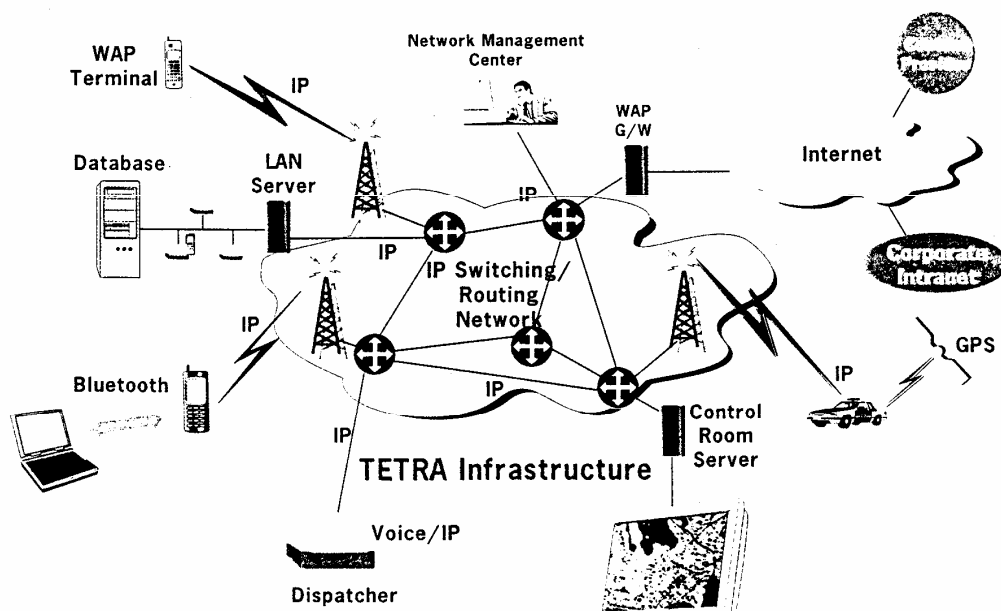 WAP
Terminal
IP
Network Management
Center
WAP
G/W
Internet
Database
LAN
Server
IP
IP
IP
Switching/
Routing
Network
Corporate
Intranet
GPS
IP
IP
Bluetooth
IP
IP
Control
Room
Server
TETRA Infrastructure
Voice/IP
Dispatcher